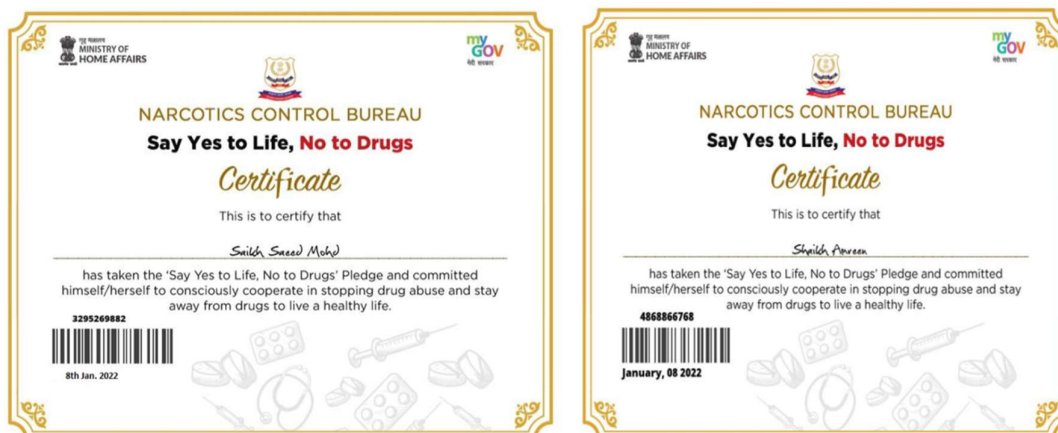 गृह मंत्रालय
MINISTRY OF
HOME AFFAIRS
my
GOV
मेरी सरकार
NARCOTICS CONTROL BUREAU
Say Yes to Life, No to Drugs
Certificate
This is to certify that
Saikh Saeed Mohd
has taken the 'Say Yes to Life, No to Drugs' Pledge and committed
himself/herself to consciously cooperate in stopping drug abuse and stay
away from drugs to live a healthy life.
3295269882
8th Jan. 2022
गृह मंत्रालय
MINISTRY OF
HOME AFFAIRS
my
GOV
मेरी सरकार
NARCOTICS CONTROL BUREAU
Say Yes to Life, No to Drugs
Certificate
This is to certify that
Shaikh Anreen
has taken the 'Say Yes to Life, No to Drugs' Pledge and committed
himself/herself to consciously cooperate in stopping drug abuse and stay
away from drugs to live a healthy life.
4868866768
January, 08 2022